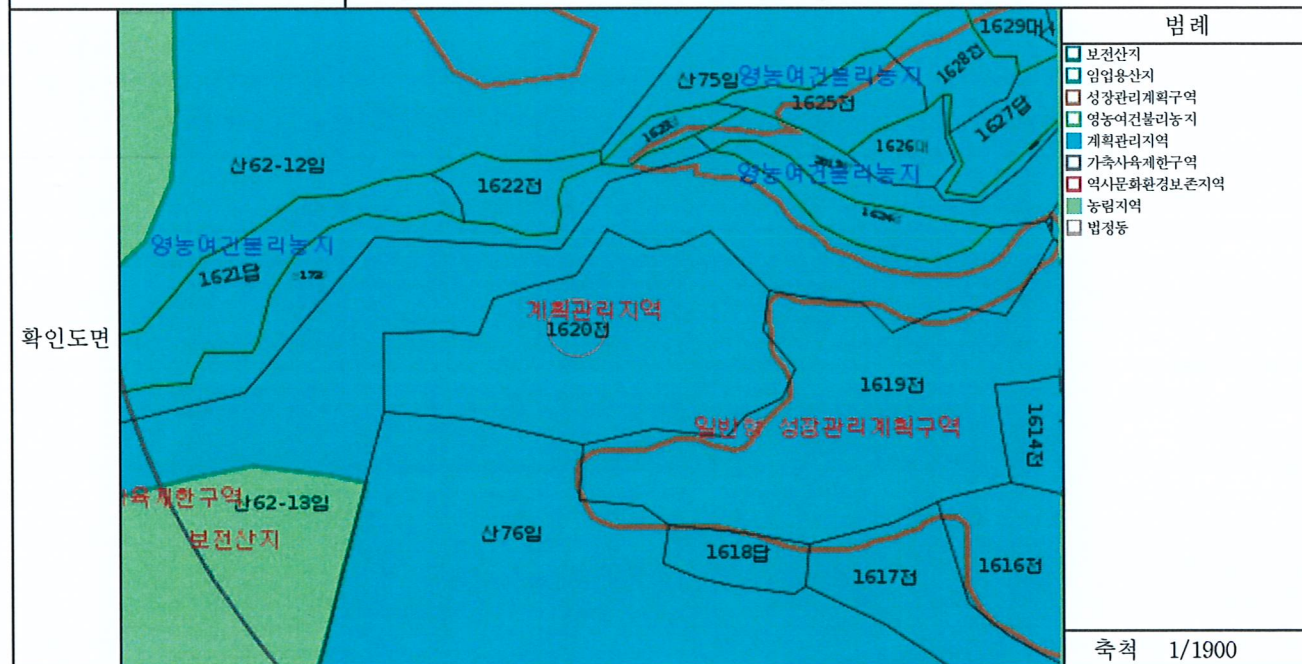 확인도면
1629대
1628전
산75임
영농여건불리농지
1625전
1627답
1626대
산62-12임
영농여건불리농지
1622전
영농여건불리농지
1621답
계획관리지역
1620전
1619전
일반형 성장관리계획구역
1614전
육제한구역
산62-13임
보전산지
산76임
1618답
1617전
1616전
범례
보전산지
임업용산지
성장관리계획구역
영농여건불리농지
계획관리지역
가축사육제한구역
역사문화환경보존지역
농림지역
법정동
축척 1/1900